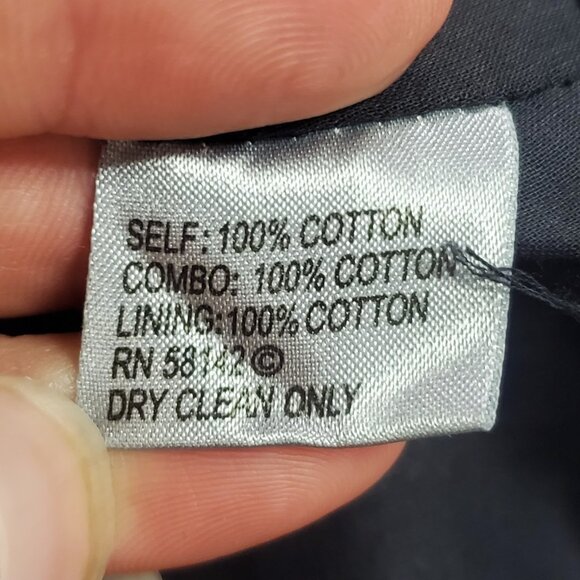 SELF: 100% COTTON
COMBO: 100% COTTON
LINING: 100% COTTON
RN 58142 ©
DRY CLEAN ONLY